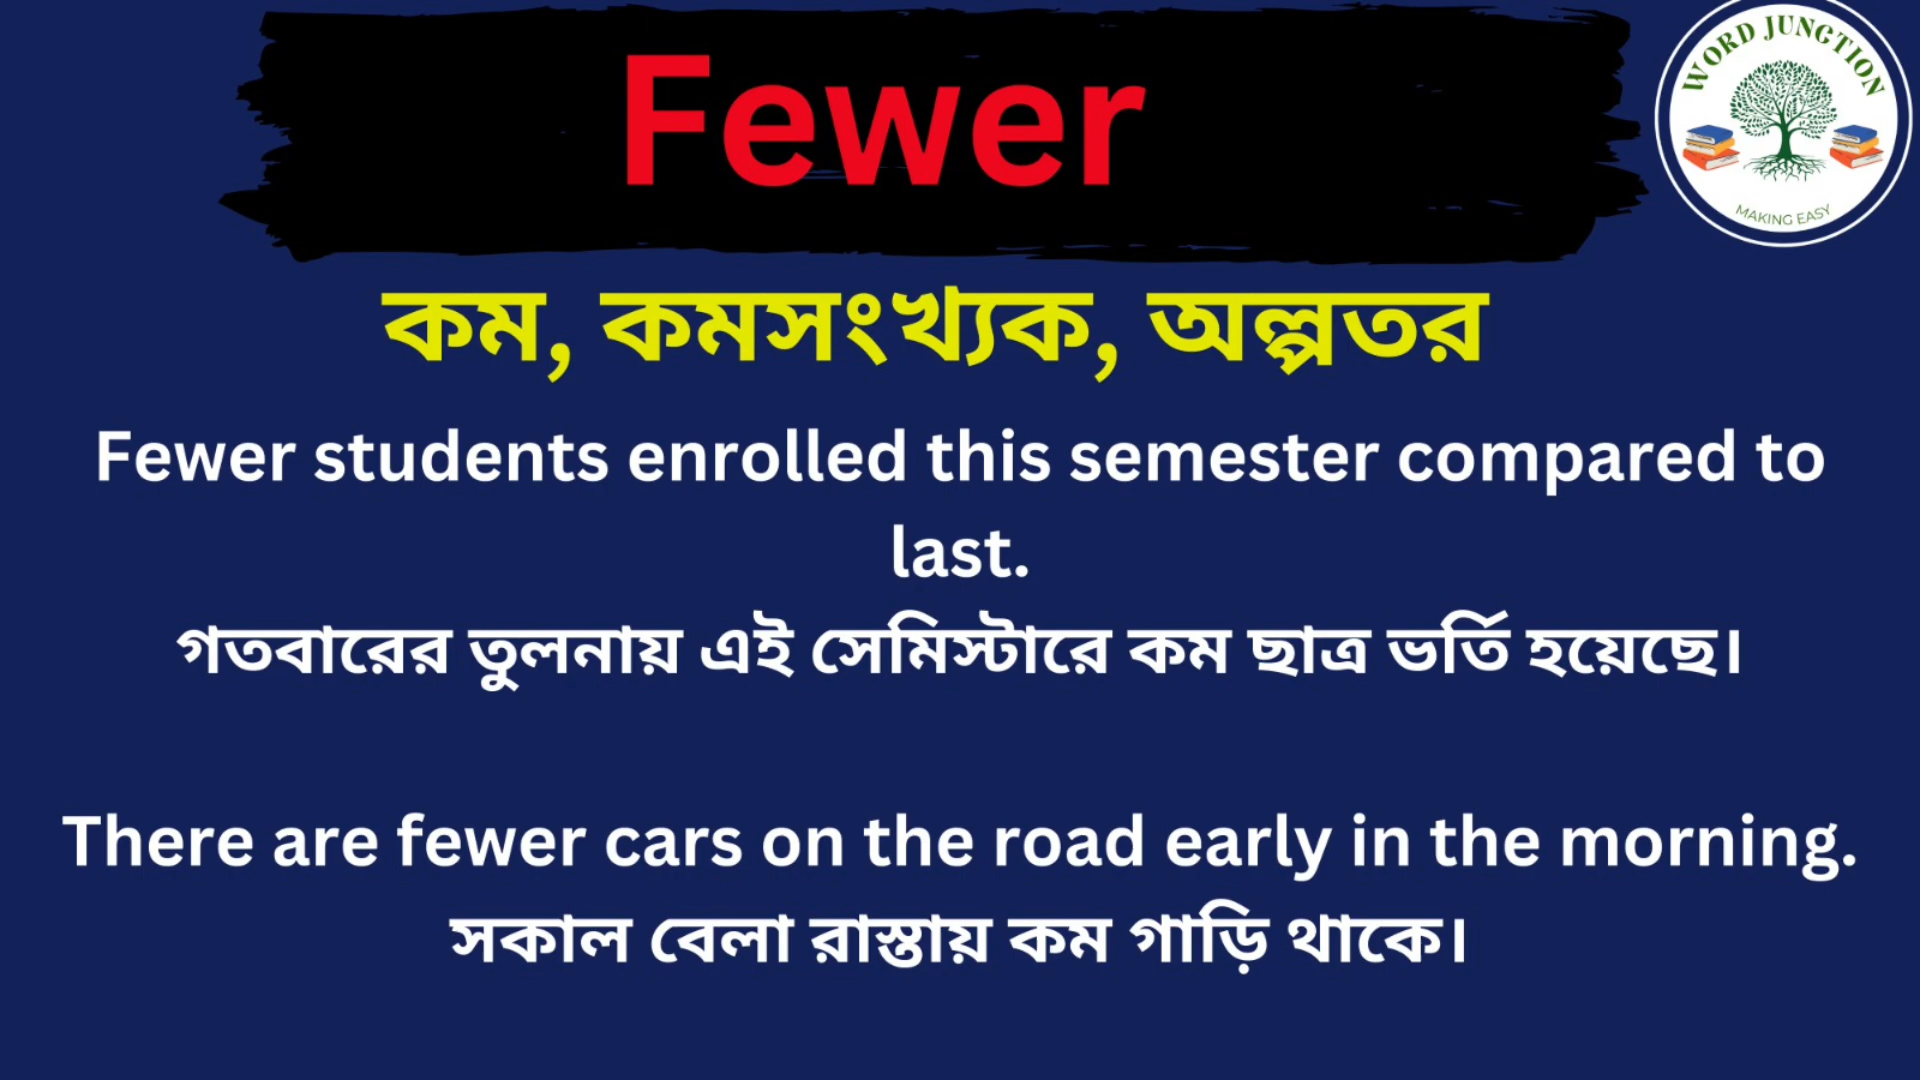 Fewer
WORD JUNCTION
MAKING EASY
কম, কমসংখ্যক, অল্পতর
Fewer students enrolled this semester compared to
last.
গতবারের তুলনায় এই সেমিস্টারে কম ছাত্র ভর্তি হয়েছে।
There are fewer cars on the road early in the morning.
সকাল বেলা রাস্তায় কম গাড়ি থাকে।